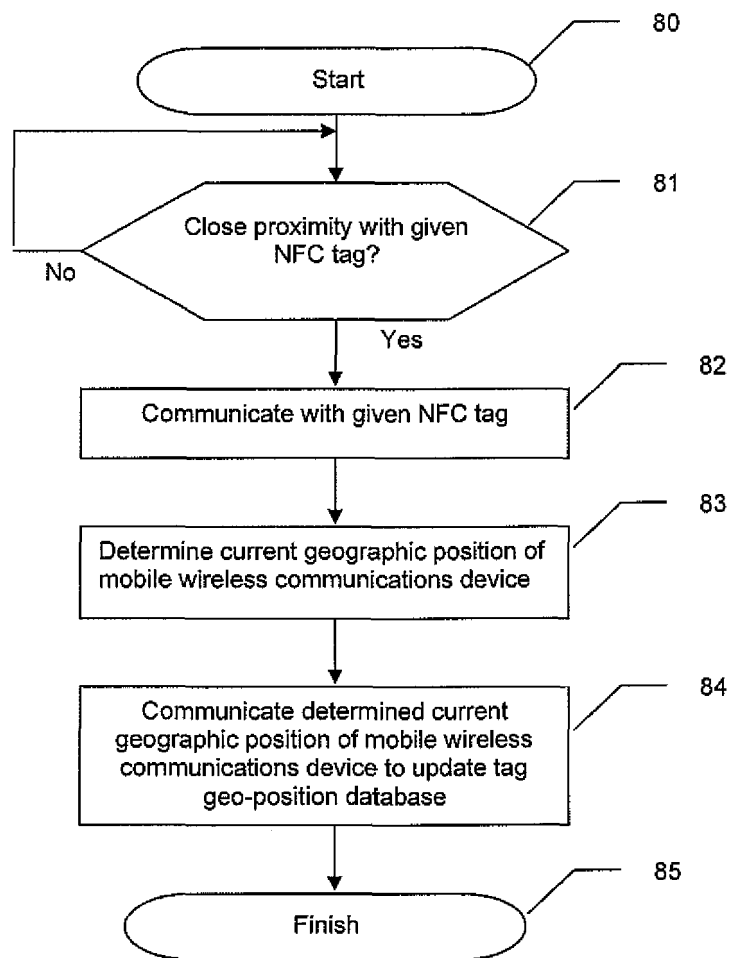 80
Start
81
Close proximity with given
NFC tag?
No
Yes
82
Communicate with given NFC tag
83
Determine current geographic position of
mobile wireless communications device
84
Communicate determined current
geographic position of mobile wireless
communications device to update tag
geo-position database
85
Finish